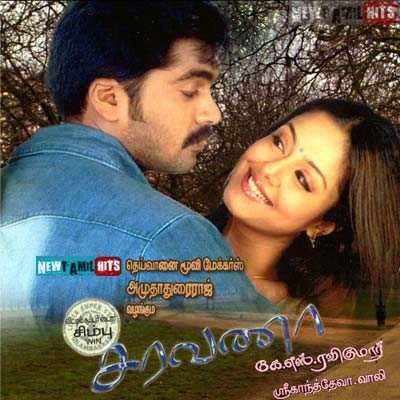 NEW TAMIL HITS
NEW TAMIL HITS
தெய்வானை மூவி மேக்கர்ஸ்
அமுதாதுரைராஜ்
வழங்கும
சிம்பு
சரவணா
கே.எஸ்.ரவிகுமார்
ஸ்ரீகாந்த்தேவா.வாலி